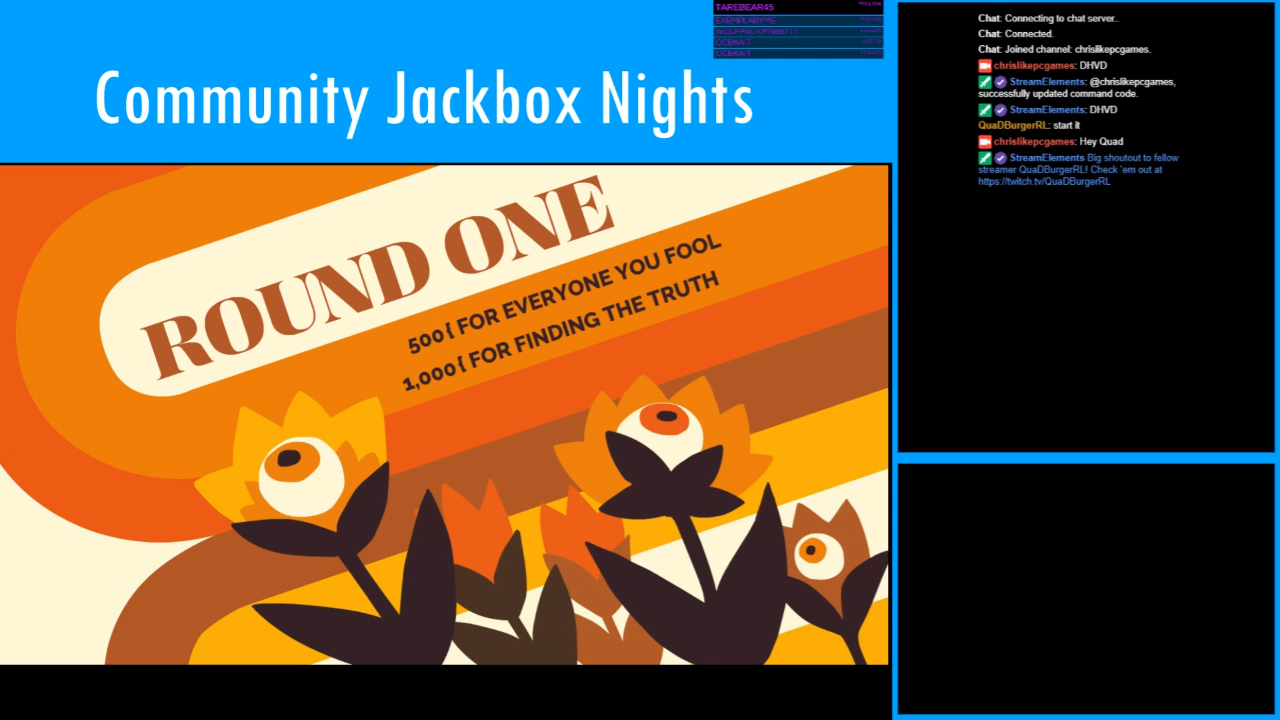 TAREBEAR45
EXEMPLARYME
OCBKAIT
OCBKAIT
Community Jackbox Nights
ROUND ONE
500{ FOR EVERYONE YOU FOOL
1,000{ FOR FINDING THE TRUTH
Chat: Connecting to chat server..
Chat: Connected.
Chat: Joined channel: chrislikepcgames.
chrislikepcgames: DHVD
StreamElements: @chrislikepcgames,
successfully updated command code.
StreamElements: DHVD
QuaDBurgerRL: start it
chrislikepcgames: Hey Quad
StreamElements Big shoutout to fellow
streamer QuaDBurgerRL! Check 'em out at
https://twitch.tv/QuaDBurgerRL